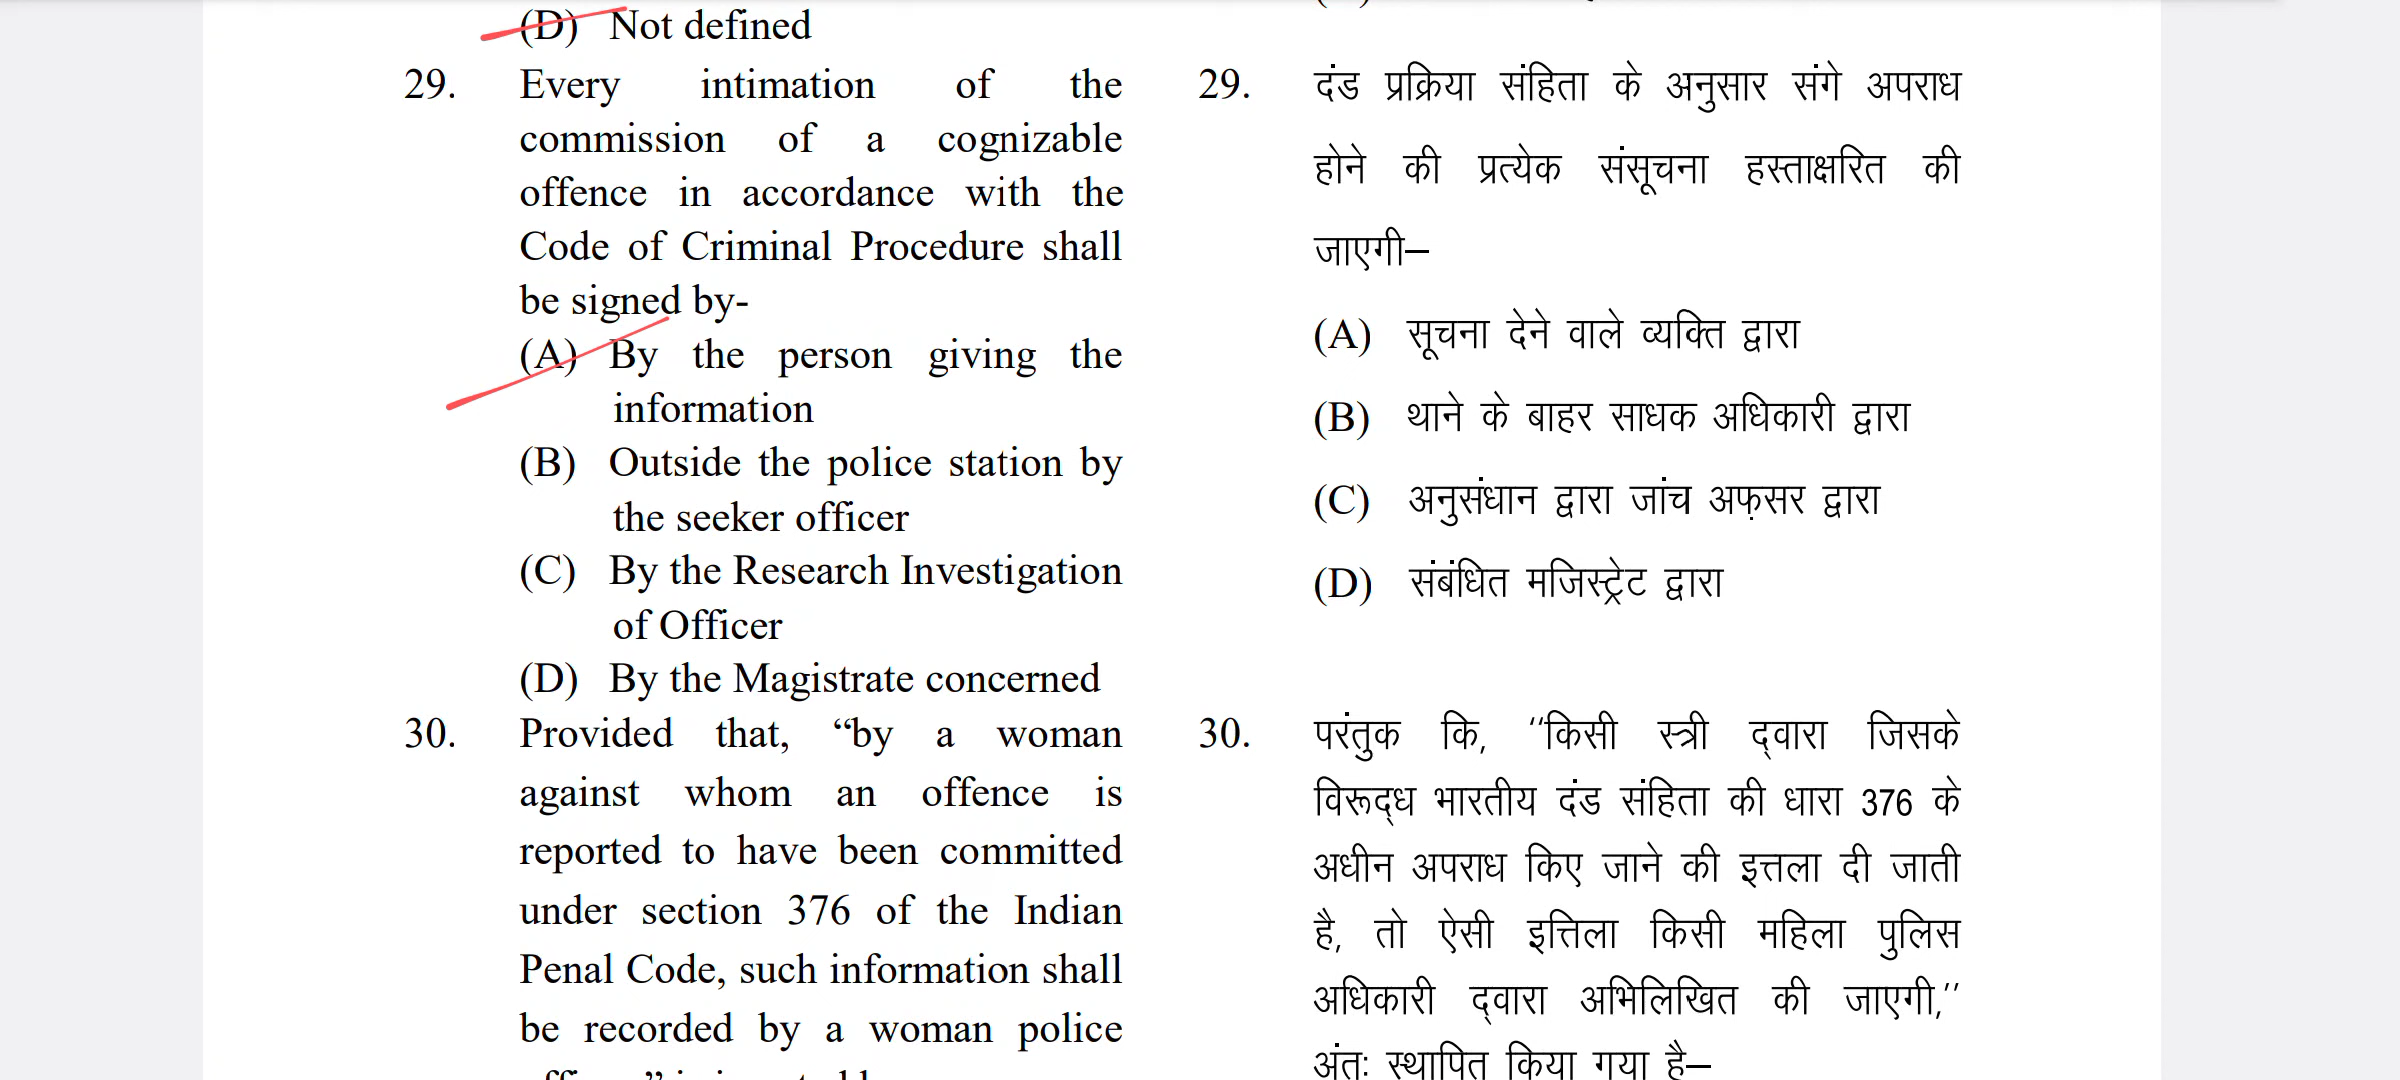 (D) Not defined
29. Every intimation of the
commission of a cognizable
offence in accordance with the
Code of Criminal Procedure shall
be signed by-
(A) By the person giving the
information
(B) Outside the police station by
the seeker officer
(C) By the Research Investigation
of Officer
(D) By the Magistrate concerned
30. Provided that, “by a woman
against whom an offence is
reported to have been committed
under section 376 of the Indian
Penal Code, such information shall
be recorded by a woman police
29. दंड प्रक्रिया संहिता के अनुसार संगे अपराध
होने की प्रत्येक संसूचना हस्ताक्षरित की
जाएगी–
(A) सूचना देने वाले व्यक्ति द्वारा
(B) थाने के बाहर साधक अधिकारी द्वारा
(C) अनुसंधान द्वारा जांच अफ़सर द्वारा
(D) संबंधित मजिस्ट्रेट द्वारा
30. परंतुक कि, ‘‘किसी स्त्री द्‌वारा जिसके
विरूद्‌ध भारतीय दंड संहिता की धारा 376 के
अधीन अपराध किए जाने की इत्तला दी जाती
है, तो ऐसी इत्तिला किसी महिला पुलिस
अधिकारी द्‌वारा अभिलिखित की जाएगी,’’
अंतः स्थापित किया गया है–